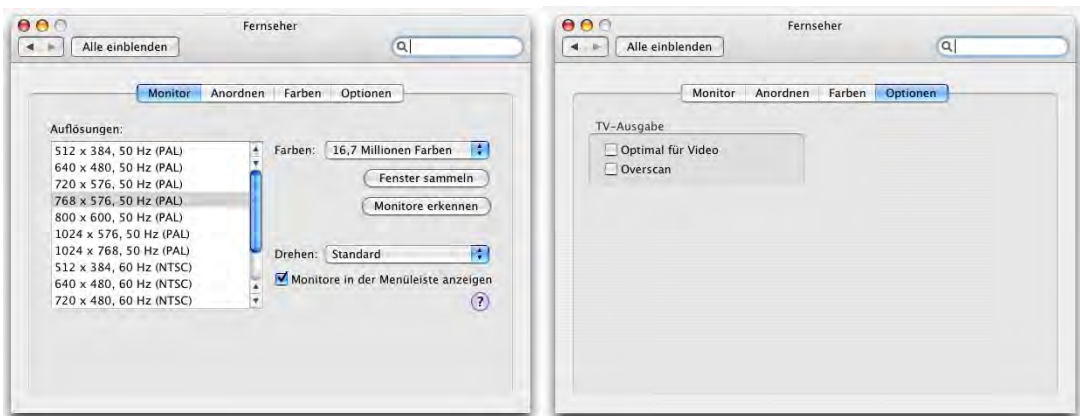 Fernseher
Alle einblenden
Monitor Anordnen Farben Optionen
Auflösungen:
512 x 384, 50 Hz (PAL)
640 x 480, 50 Hz (PAL)
720 x 576, 50 Hz (PAL)
768 x 576, 50 Hz (PAL)
800 x 600, 50 Hz (PAL)
1024 x 576, 50 Hz (PAL)
1024 x 768, 50 Hz (PAL)
512 x 384, 60 Hz (NTSC)
640 x 480, 60 Hz (NTSC)
720 x 480, 60 Hz (NTSC)
Farben: 16,7 Millionen Farben
Fenster sammeln
Monitore erkennen
Drehen: Standard
Monitore in der Menüleiste anzeigen
?
Fernseher
Alle einblenden
Monitor Anordnen Farben Optionen
TV-Ausgabe
Optimal für Video
Overscan